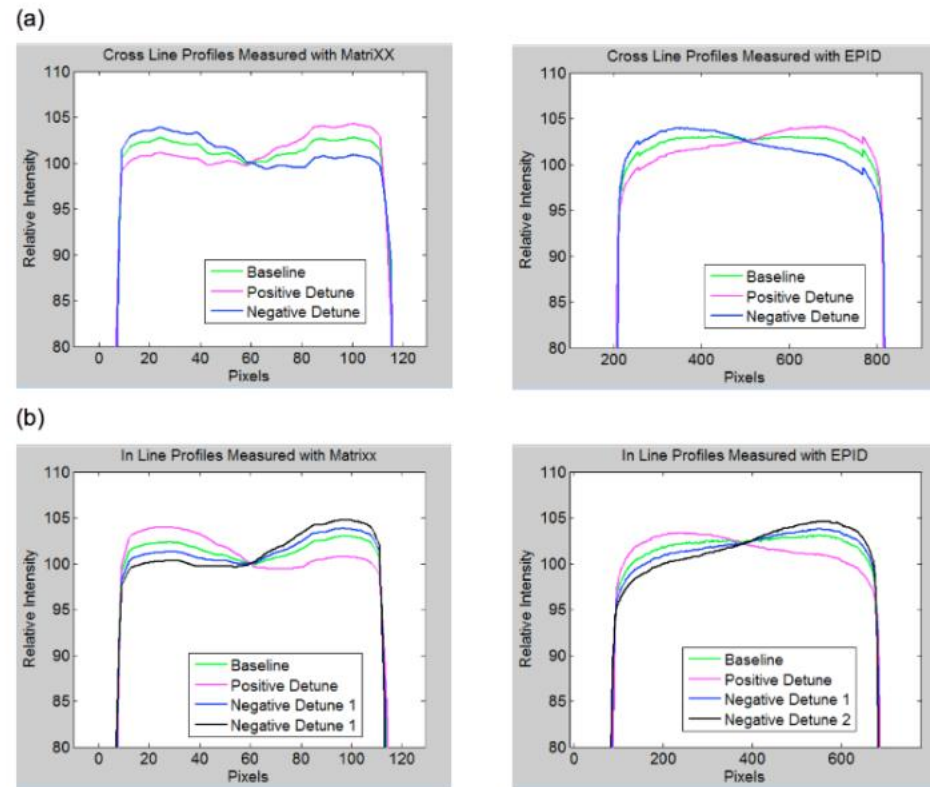 (a)
Cross Line Profiles Measured with MatriXX
110
105
100
95
90
85
80
Relative Intensity
Baseline
Positive Detune
Negative Detune
0 20 40 60 80 100 120
Pixels
Cross Line Profiles Measured with EPID
110
105
100
95
90
85
80
Relative Intensity
Baseline
Positive Detune
Negative Detune
200 400 600 800
Pixels
(b)
In Line Profiles Measured with Matrixx
110
105
100
95
90
85
80
Relative Intensity
Baseline
Positive Detune
Negative Detune 1
Negative Detune 1
0 20 40 60 80 100 120
Pixels
In Line Profiles Measured with EPID
110
105
100
95
90
85
80
Relative Intensity
Baseline
Positive Detune
Negative Detune 1
Negative Detune 2
0 200 400 600
Pixels